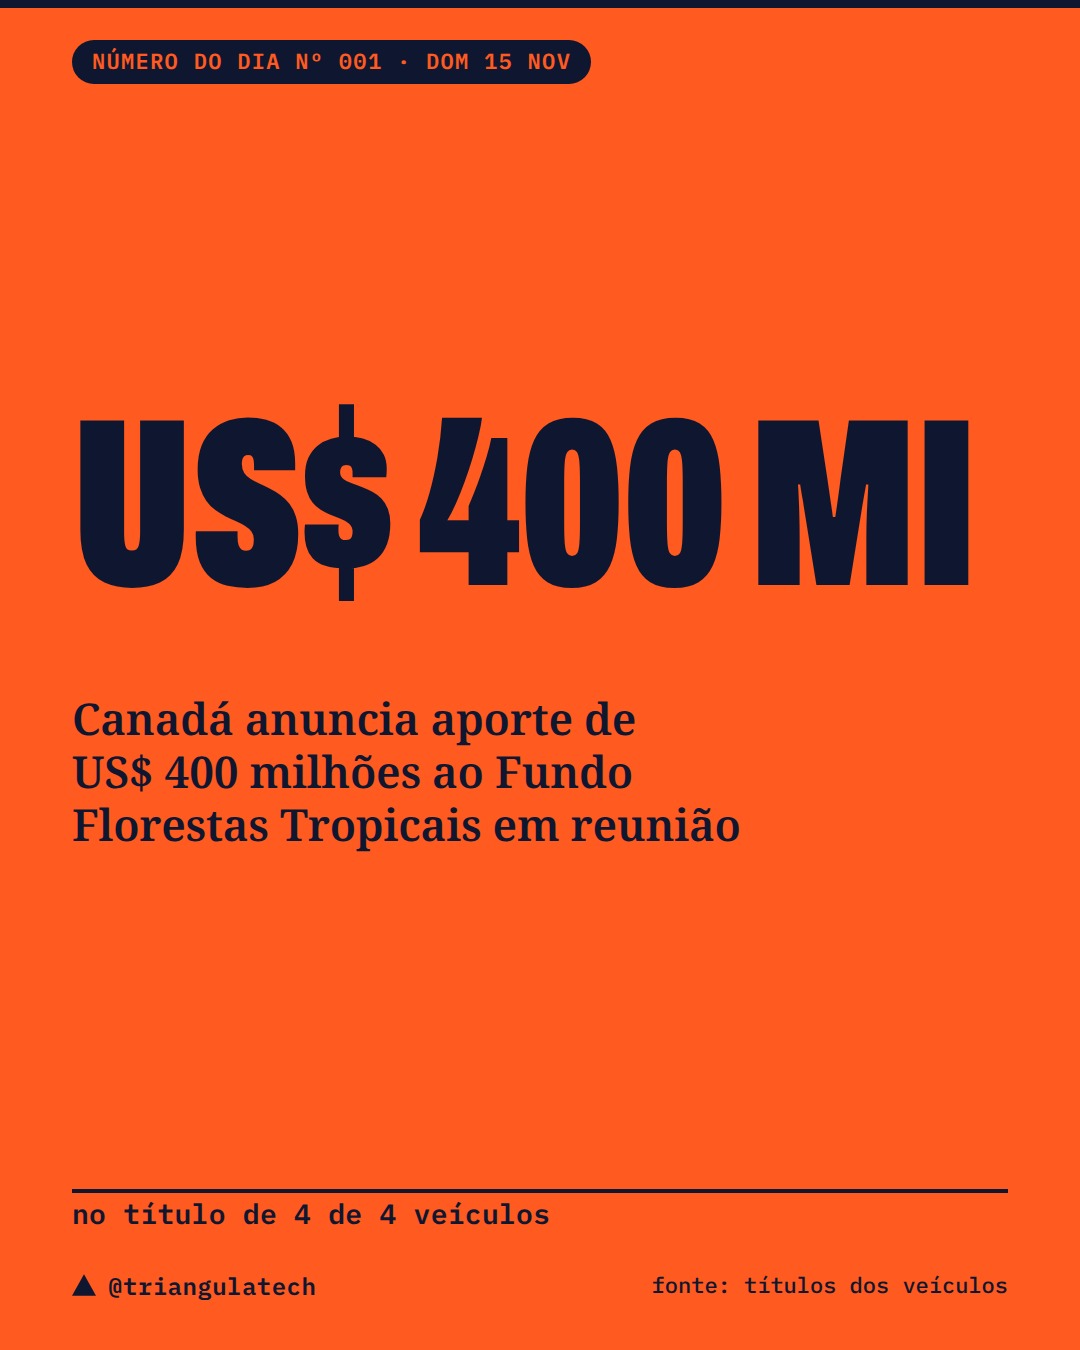 NÚMERO DO DIA Nº 001 · DOM 15 NOV
US$ 400 MI
Canadá anuncia aporte de
US$ 400 milhões ao Fundo
Florestas Tropicais em reunião
no título de 4 de 4 veículos
@triangulatech
fonte: títulos dos veículos